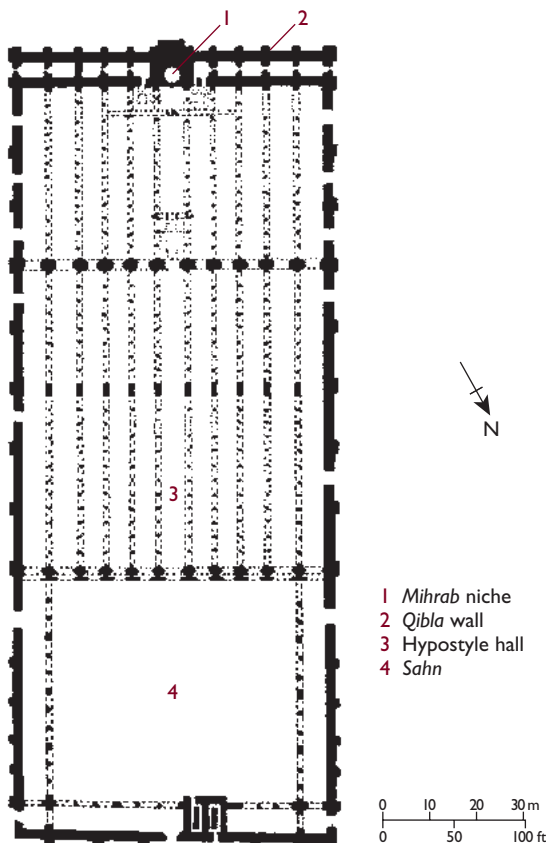 1 2
3
4
N
1 Mihrab niche
2 Qibla wall
3 Hypostyle hall
4 Sahn
0 10 20 30 m
0 50 100 ft